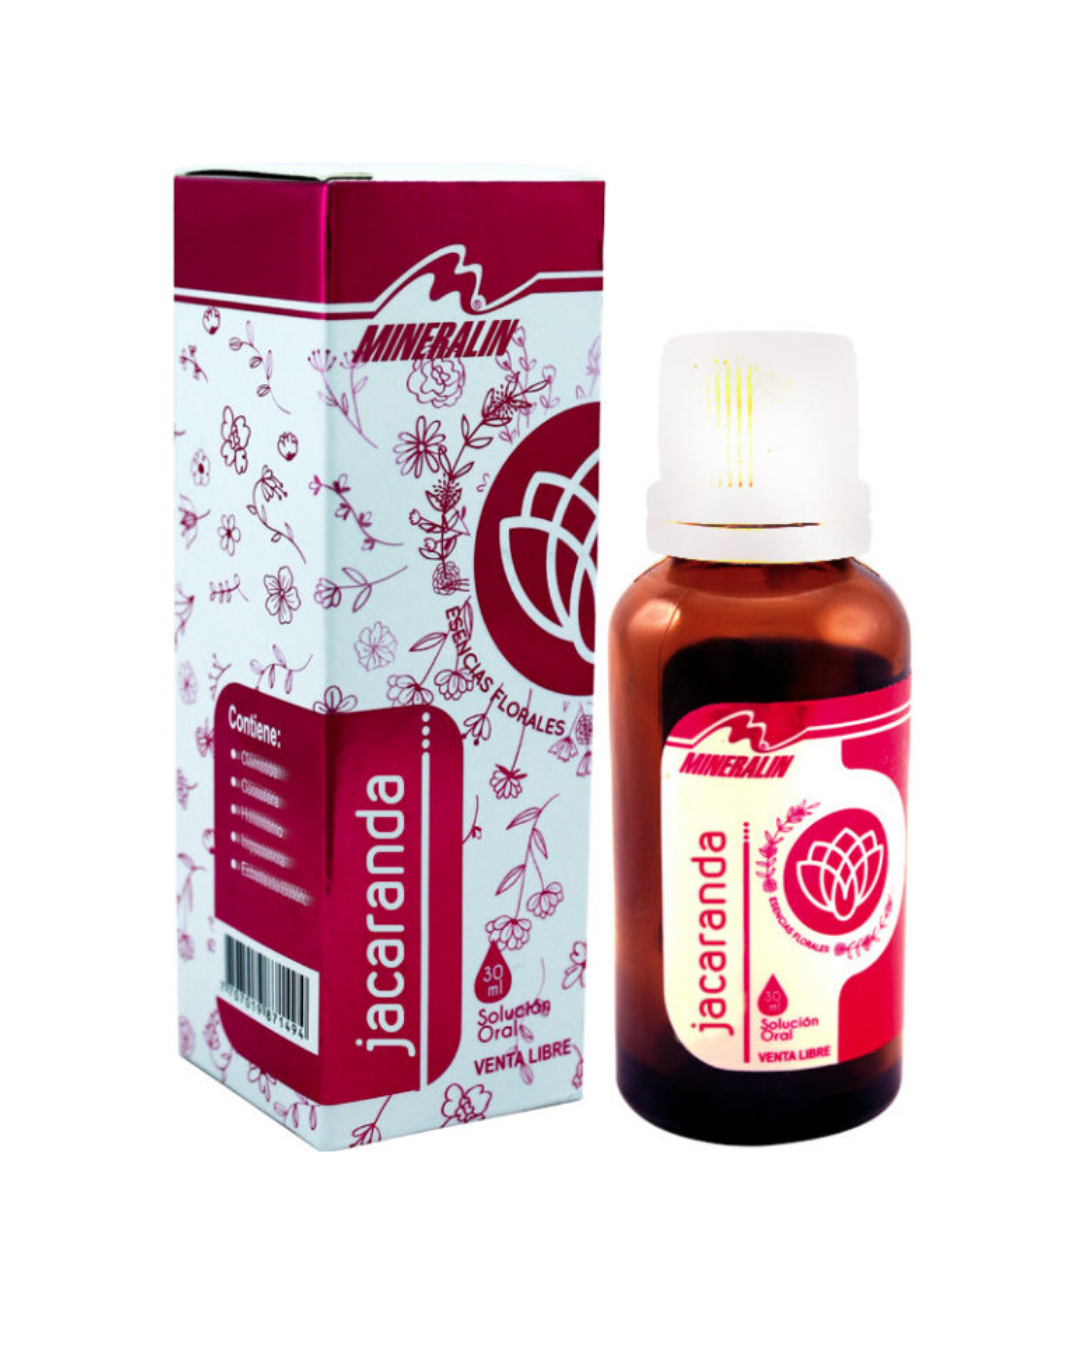 MINERALIN
ESENCIAS FLORALES
Contiene:
jacaranda
30
ml
Solución
Oral
VENTA LIBRE
MINERALIN
jacaranda
ESENCIAS FLORALES
30
ml
Solución
Oral
VENTA LIBRE